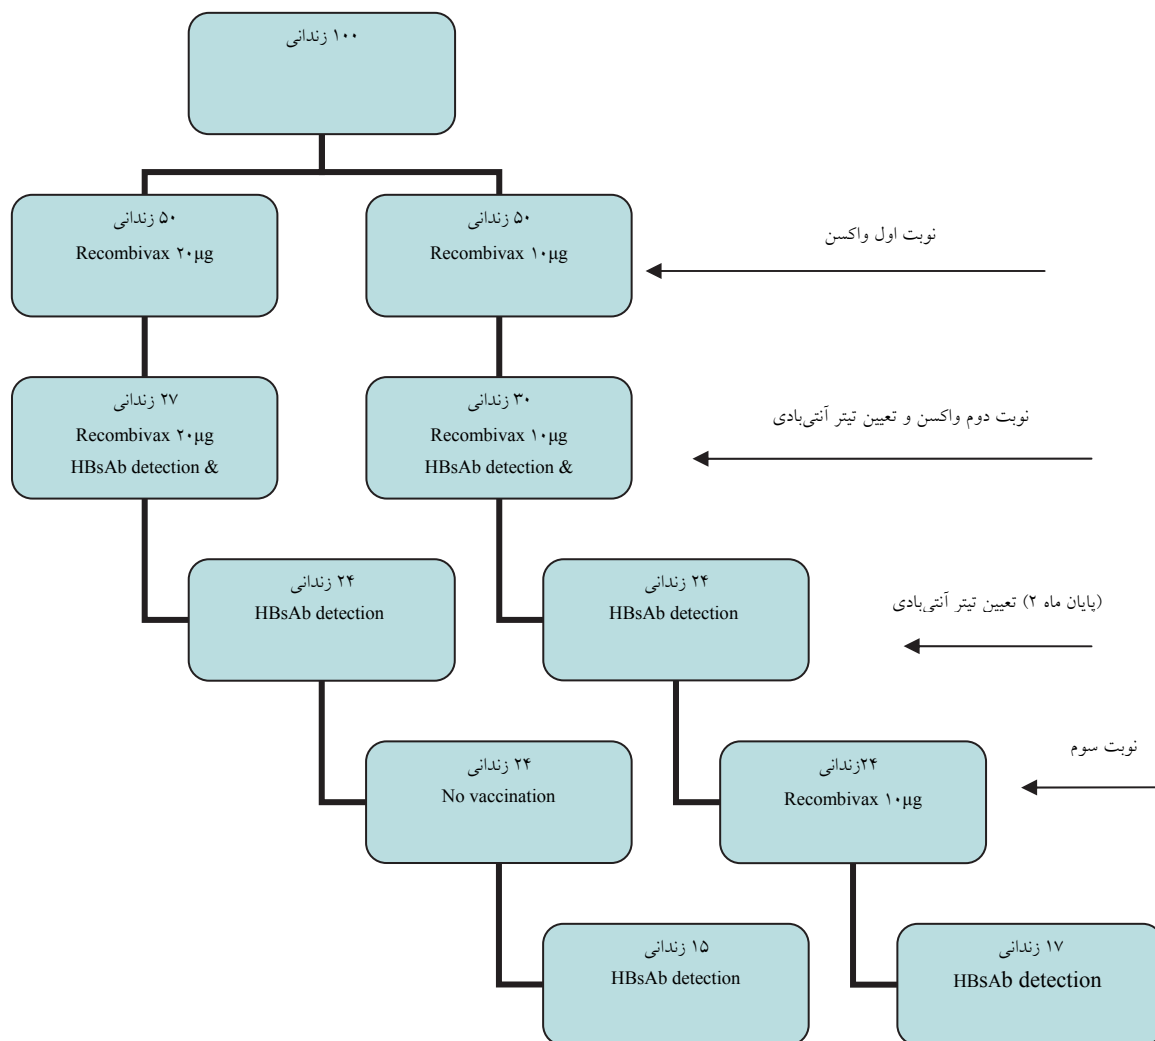 ۱۰۰ زندانی
۵۰ زندانی
Recombivax ۲۰µg
۵۰ زندانی
Recombivax ۱۰µg
نوبت اول واکسن
۲۷ زندانی
Recombivax ۲۰µg
HBsAb detection &
۳۰ زندانی
Recombivax ۱۰µg
HBsAb detection &
نوبت دوم واکسن و تعیین تیتر آنتی‌بادی
۲۴ زندانی
HBsAb detection
۲۴ زندانی
HBsAb detection
(پایان ماه ۲) تعیین تیتر آنتی‌بادی
۲۴ زندانی
No vaccination
۲۴زندانی
Recombivax ۱۰µg
نوبت سوم
۱۵ زندانی
HBsAb detection
۱۷ زندانی
HBsAb detection